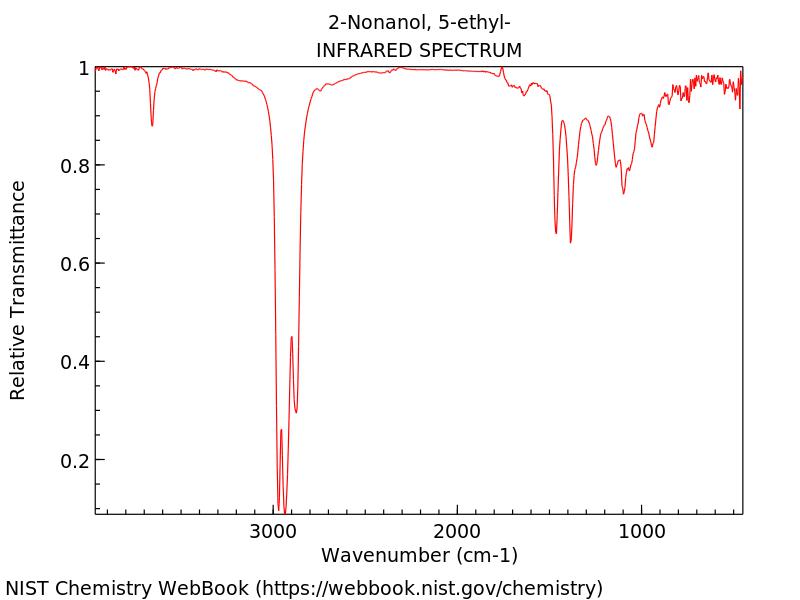 2-Nonanol, 5-ethyl-
INFRARED SPECTRUM
1
0.8
0.6
0.4
0.2
Relative Transmittance
3000 2000 1000
Wavenumber (cm-1)
NIST Chemistry WebBook (https://webbook.nist.gov/chemistry)